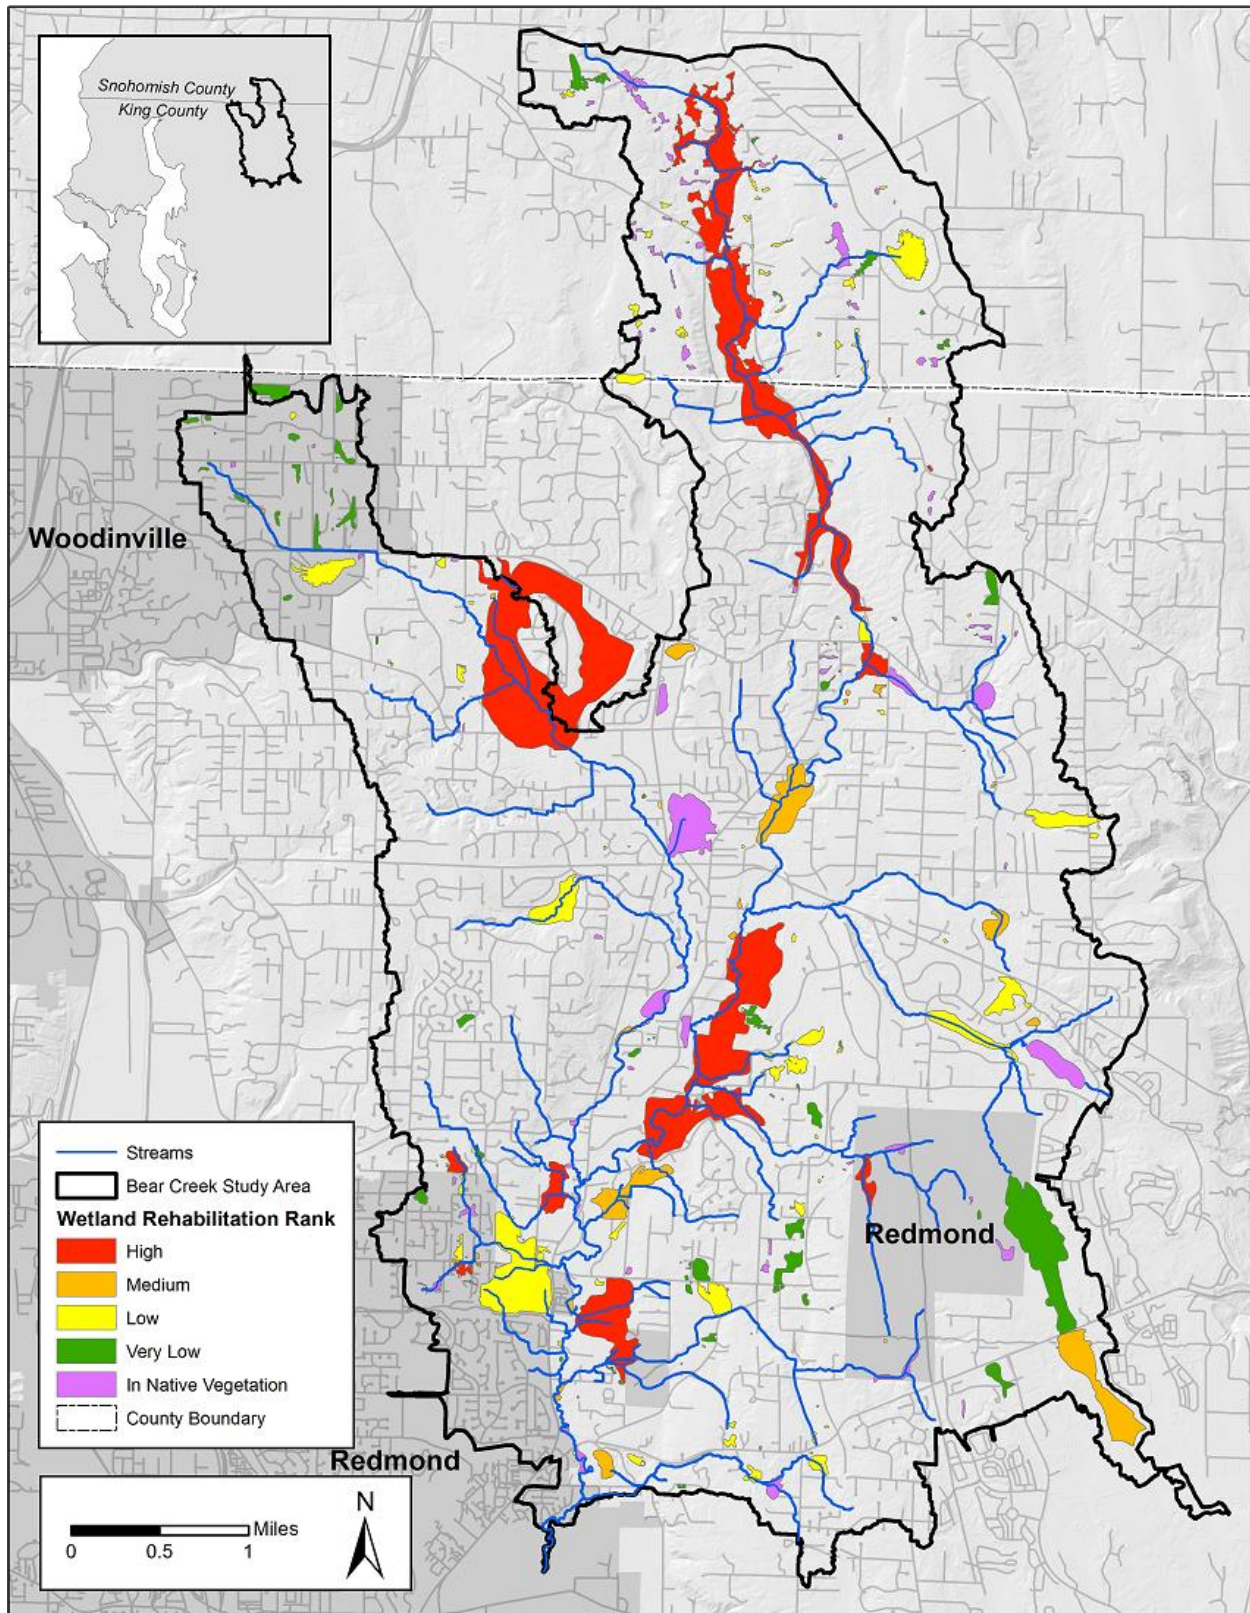 Snohomish County
King County
Woodinville
Streams
Bear Creek Study Area
Wetland Rehabilitation Rank
High
Medium
Low
Very Low
In Native Vegetation
County Boundary
Redmond
Redmond
N
Miles
0 0.5 1